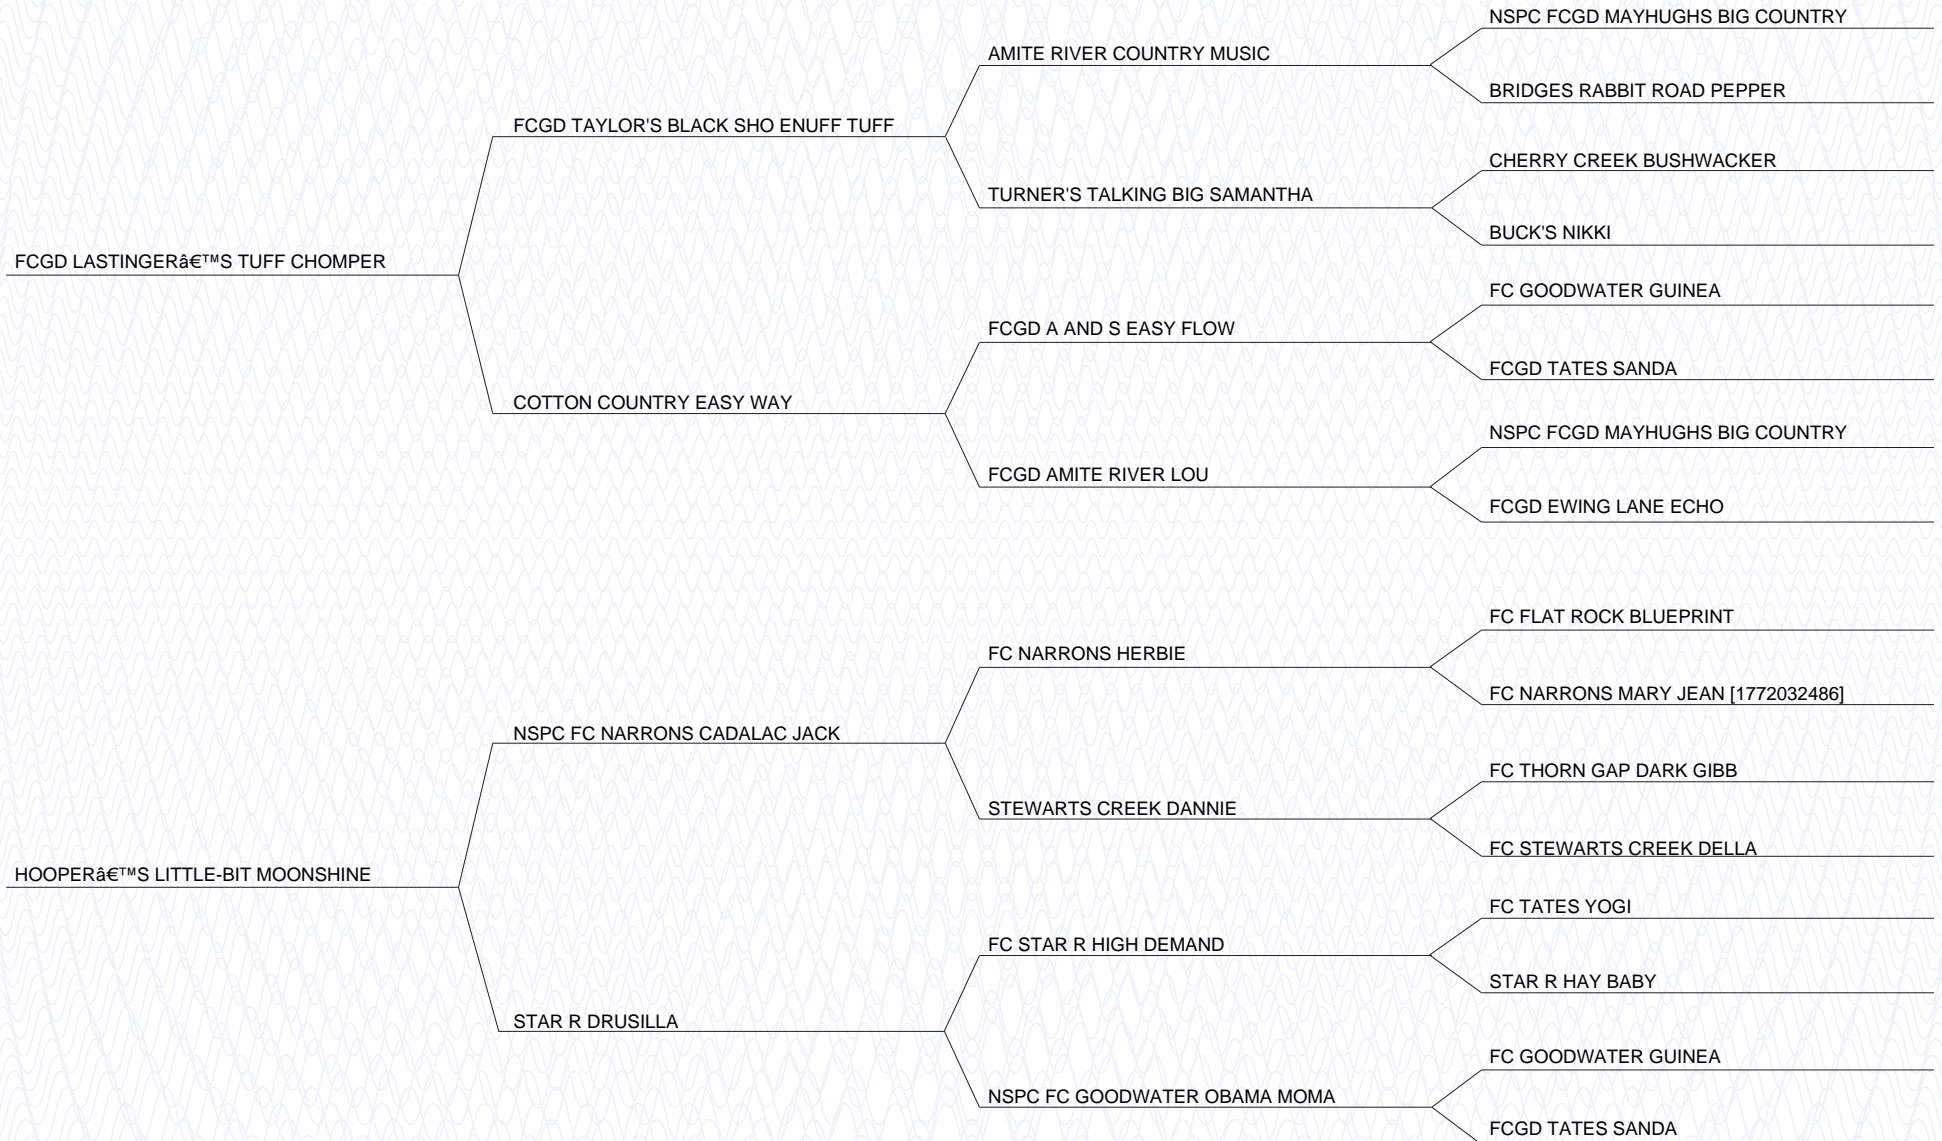 NSPC FCGD MAYHUGHS BIG COUNTRY
AMITE RIVER COUNTRY MUSIC
BRIDGES RABBIT ROAD PEPPER
FCGD TAYLOR'S BLACK SHO ENUFF TUFF
CHERRY CREEK BUSHWACKER
TURNER'S TALKING BIG SAMANTHA
BUCK'S NIKKI
FCGD LASTINGER’S TUFF CHOMPER
FC GOODWATER GUINEA
FCGD A AND S EASY FLOW
FCGD TATES SANDA
COTTON COUNTRY EASY WAY
NSPC FCGD MAYHUGHS BIG COUNTRY
FCGD AMITE RIVER LOU
FCGD EWING LANE ECHO
FC FLAT ROCK BLUEPRINT
FC NARRONS HERBIE
FC NARRONS MARY JEAN [1772032486]
NSPC FC NARRONS CADALAC JACK
FC THORN GAP DARK GIBB
STEWARTS CREEK DANNIE
FC STEWARTS CREEK DELLA
HOOPER’S LITTLE-BIT MOONSHINE
FC TATES YOGI
FC STAR R HIGH DEMAND
STAR R HAY BABY
STAR R DRUSILLA
FC GOODWATER GUINEA
NSPC FC GOODWATER OBAMA MOMA
FCGD TATES SANDA